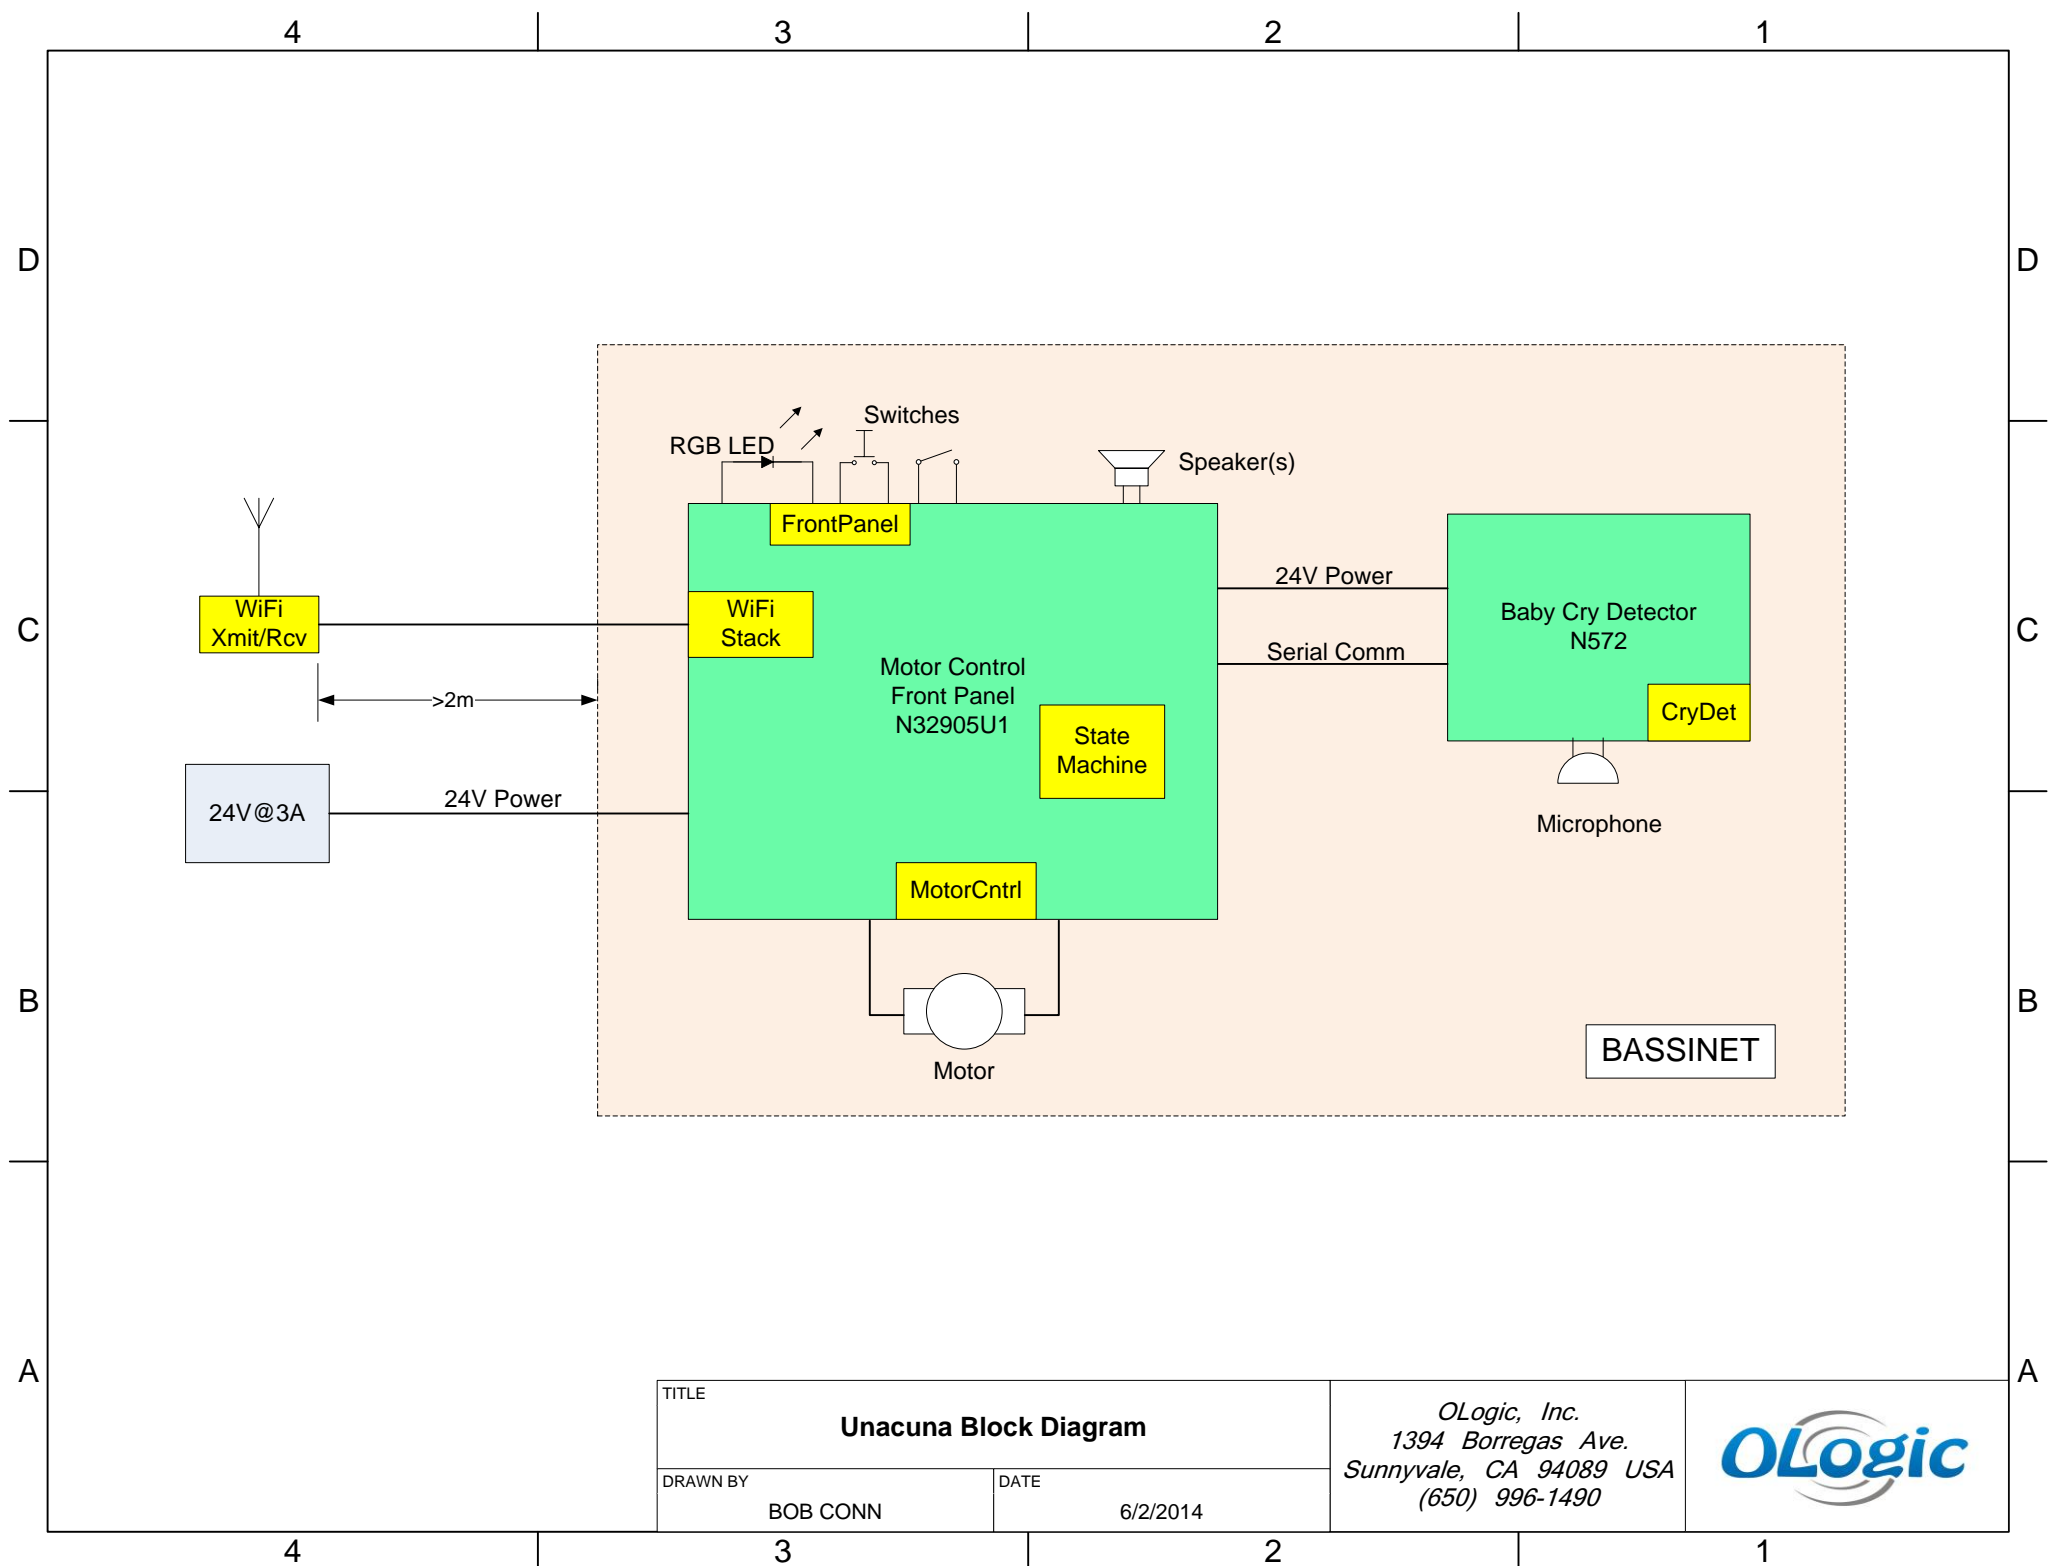 4
3
2
1
D
D
Switches
RGB LED
Speaker(s)
FrontPanel
24V Power
WiFi
Xmit/Rcv
WiFi
Stack
Baby Cry Detector
N572
C
C
Serial Comm
Motor Control
Front Panel
N32905U1
>2m
CryDet
State
Machine
24V@3A
24V Power
Microphone
MotorCntrl
B
B
BASSINET
Motor
A
A
TITLE
Unacuna Block Diagram
DRAWN BY
BOB CONN
DATE
6/2/2014
OLogic, Inc.
1394 Borregas Ave.
Sunnyvale, CA 94089 USA
(650) 996-1490
OLogic
4
3
2
1